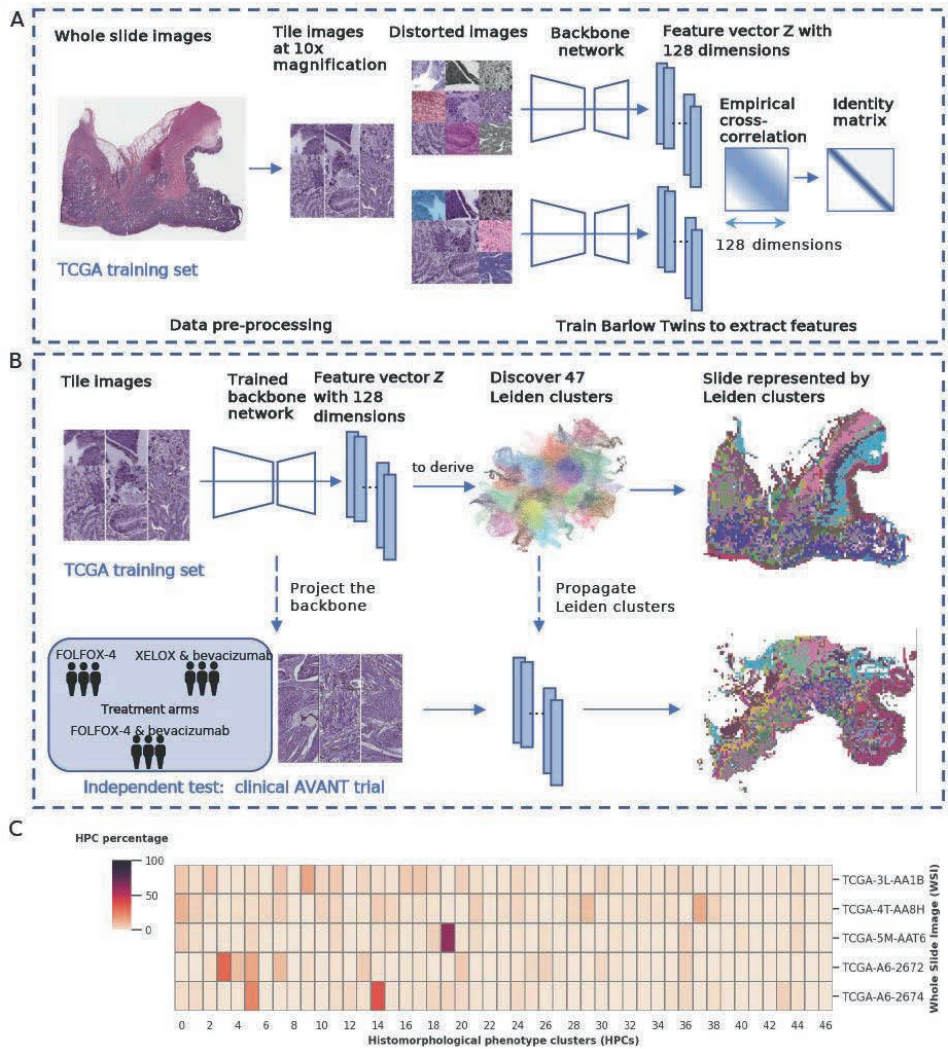 A
Whole slide images
Tile images
at 10x
magnification
Distorted images
Backbone
network
Feature vector Z with
128 dimensions
Empirical
cross-
correlation
Identity
matrix
128 dimensions
TCGA training set
Data pre-processing
Train Barlow Twins to extract features
B
Tile images
Trained
backbone
network
Feature vector Z
with 128
dimensions
Discover 47
Leiden clusters
Slide represented by
Leiden clusters
to derive
TCGA training set
Project the
backbone
Propagate
Leiden clusters
FOLFOX-4
XELOX & bevacizumab
Treatment arms
FOLFOX-4 & bevacizumab
Independent test: clinical AVANT trial
C
HPC percentage
100
50
0
TCGA-3L-AA1B
TCGA-4T-AA8H
TCGA-5M-AAT6
TCGA-A6-2672
TCGA-A6-2674
Whole Slide Image (WSI)
0 2 4 6 8 10 12 14 16 18 20 22 24 26 28 30 32 34 36 38 40 42 44 46
Histomorphological phenotype clusters (HPCs)